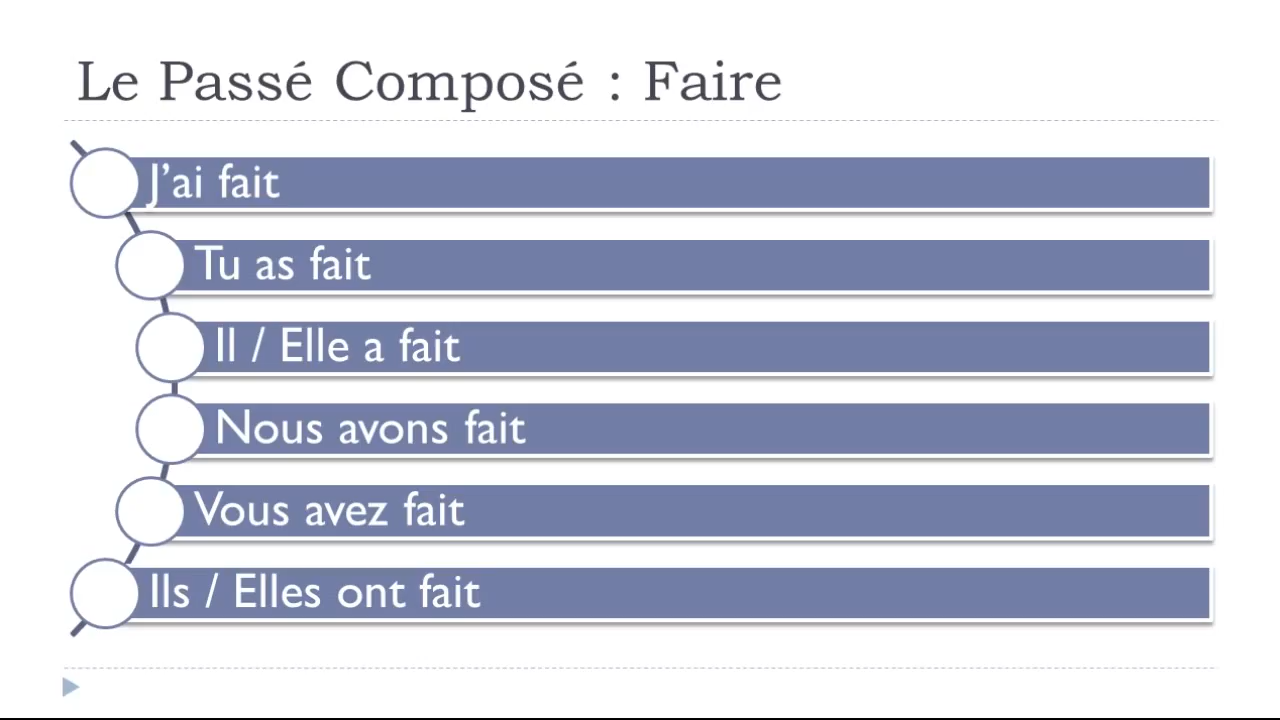 Le Passé Composé : Faire
J’ai fait
Tu as fait
Il / Elle a fait
Nous avons fait
Vous avez fait
Ils / Elles ont fait